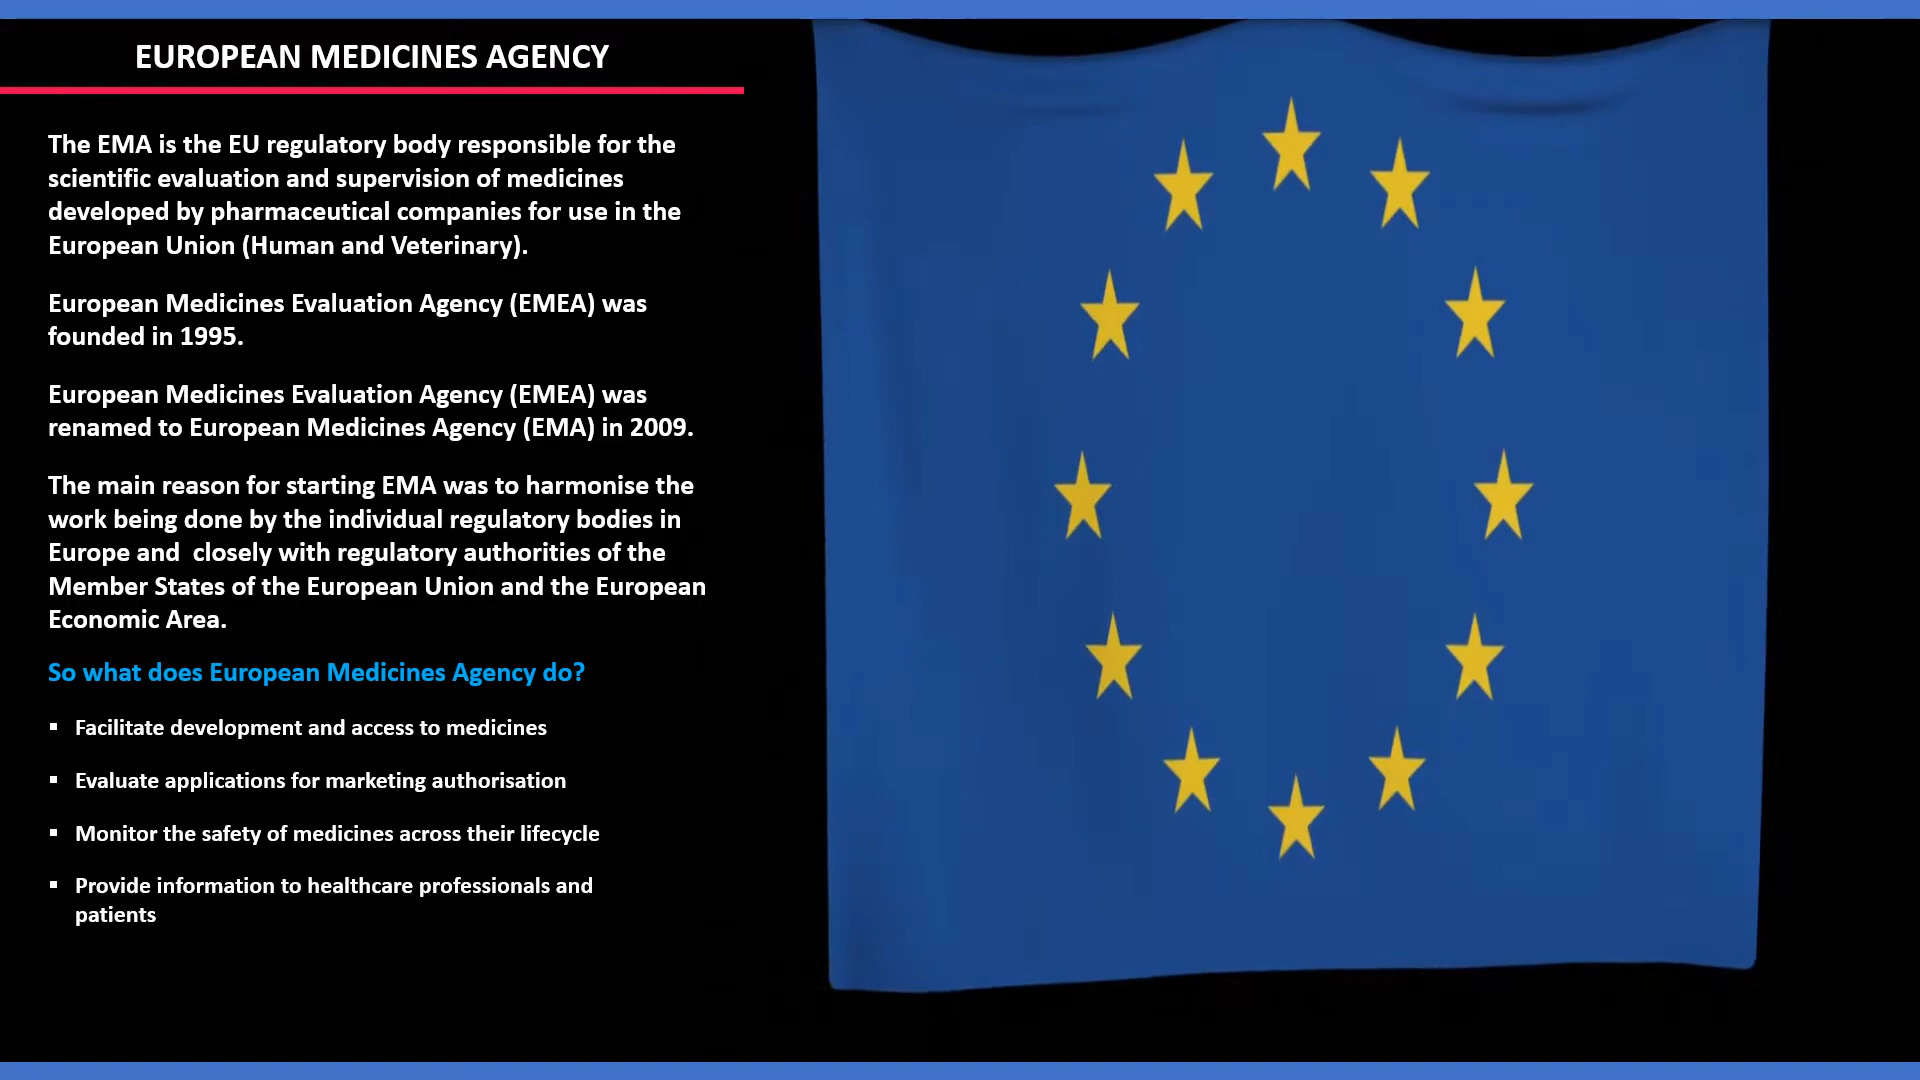 EUROPEAN MEDICINES AGENCY
The EMA is the EU regulatory body responsible for the
scientific evaluation and supervision of medicines
developed by pharmaceutical companies for use in the
European Union (Human and Veterinary).
European Medicines Evaluation Agency (EMEA) was
founded in 1995.
European Medicines Evaluation Agency (EMEA) was
renamed to European Medicines Agency (EMA) in 2009.
The main reason for starting EMA was to harmonise the
work being done by the individual regulatory bodies in
Europe and  closely with regulatory authorities of the
Member States of the European Union and the European
Economic Area.
So what does European Medicines Agency do?
▪ Facilitate development and access to medicines
▪ Evaluate applications for marketing authorisation
▪ Monitor the safety of medicines across their lifecycle
▪ Provide information to healthcare professionals and
patients